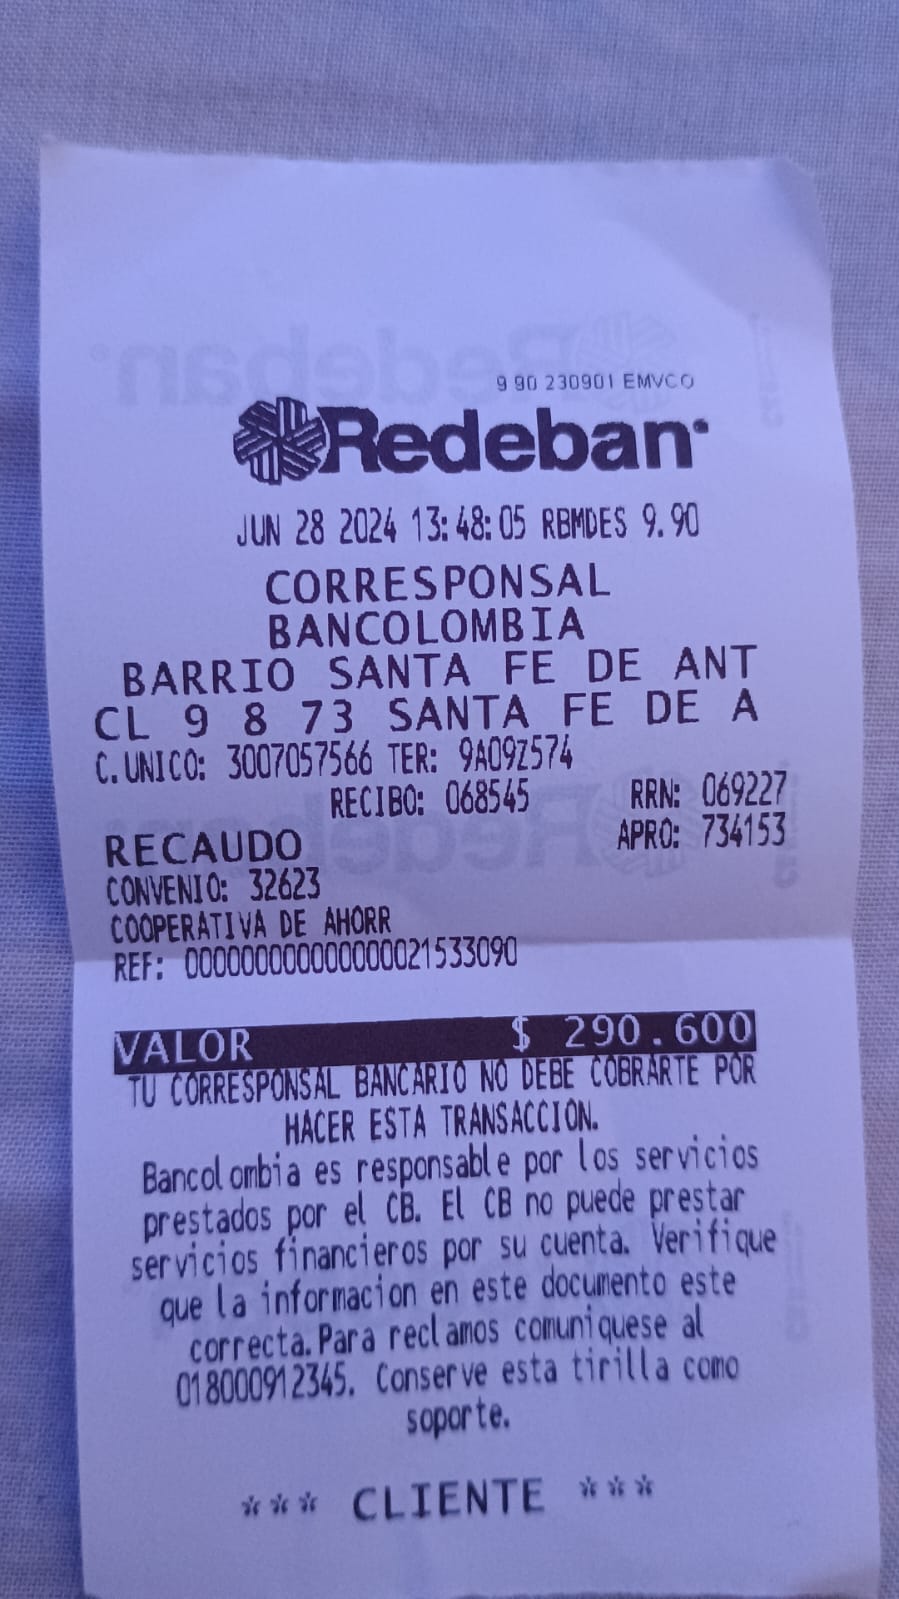 9 90 230901 EMVCO
Redeban
JUN 28 2024 13:48:05 RBMDES 9.90
CORRESPONSAL
BANCOLOMBIA
BARRIO SANTA FE DE ANT
CL 9 8 73 SANTA FE DE A
C.UNICO: 3007057566 TER: 9A09Z574
RECIBO: 068545 RRN: 069227
RECAUDO APRO: 734153
CONVENIO: 32623
COOPERATIVA DE AHORR
REF: 000000000000000021533090
VALOR $ 290.600
TU CORRESPONSAL BANCARIO NO DEBE COBRARTE POR
HACER ESTA TRANSACCION.
Bancolombia es responsable por los servicios
prestados por el CB. El CB no puede prestar
servicios financieros por su cuenta. Verifique
que la informacion en este documento este
correcta.Para reclamos comuniquese al
018000912345. Conserve esta tirilla como
soporte.
*** CLIENTE ***